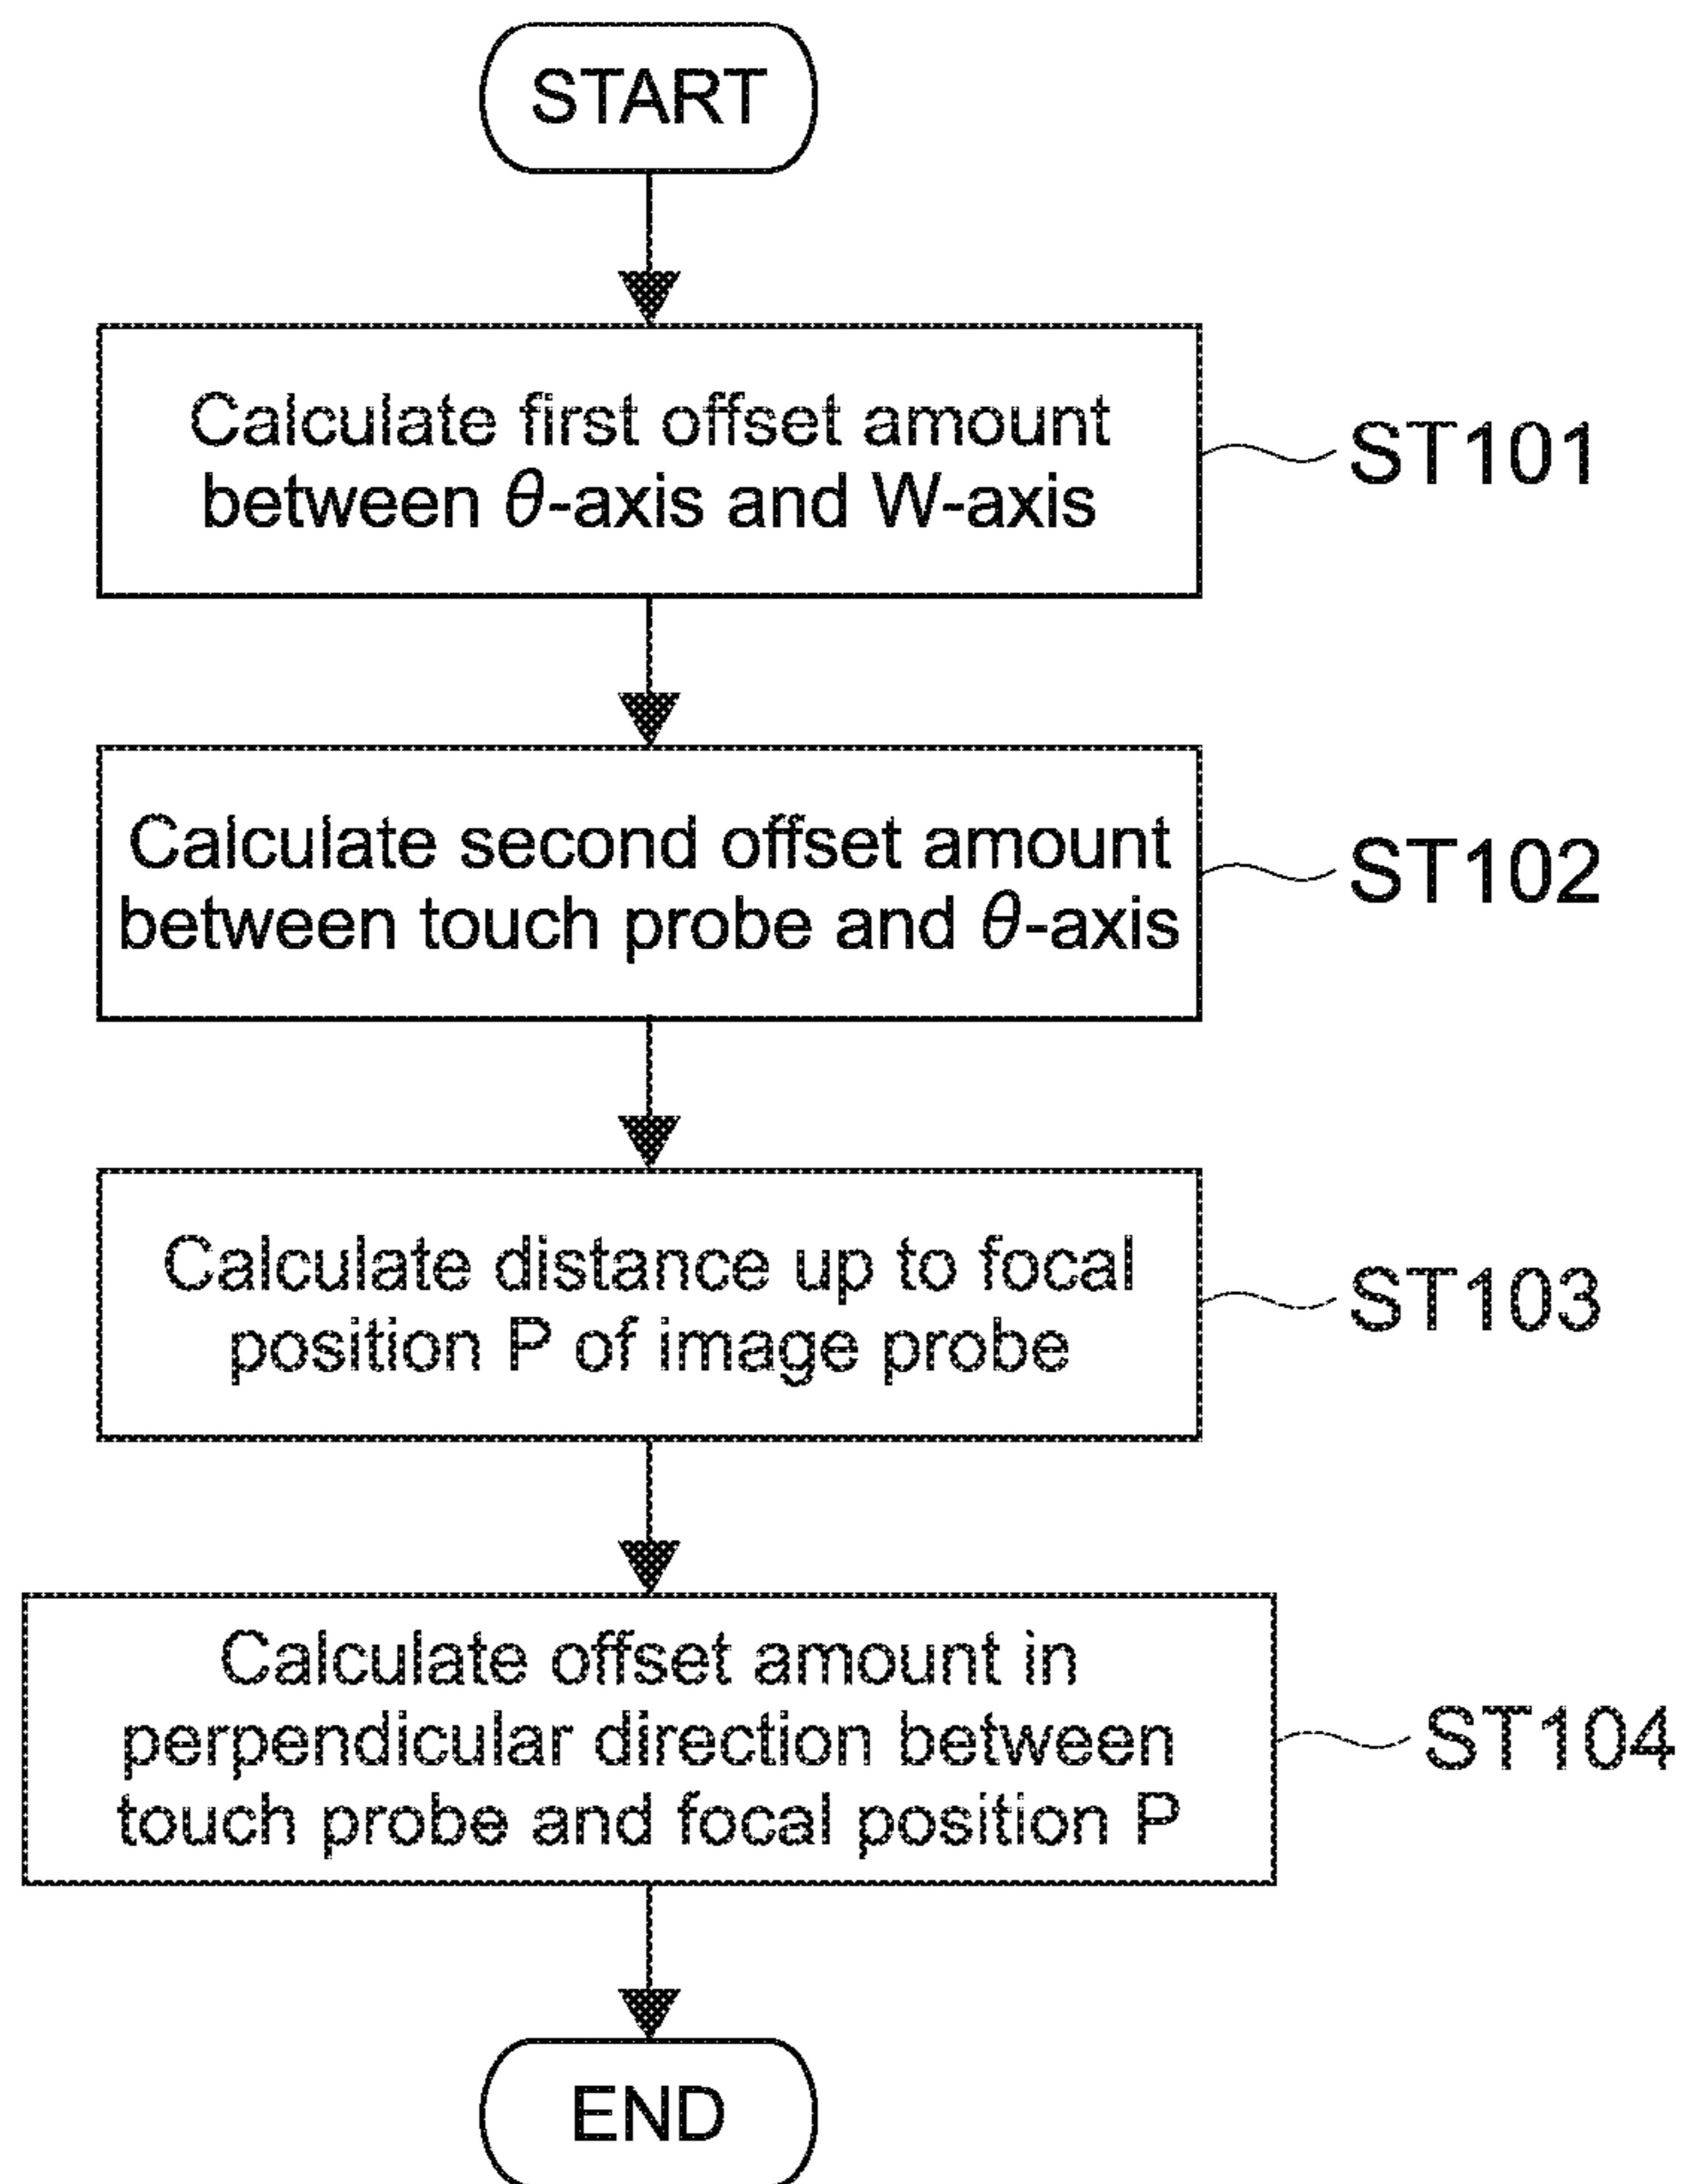 START
Calculate first offset amount
between θ-axis and W-axis
ST101
Calculate second offset amount
between touch probe and θ-axis
ST102
Calculate distance up to focal
position P of image probe
ST103
Calculate offset amount in
perpendicular direction between
touch probe and focal position P
ST104
END